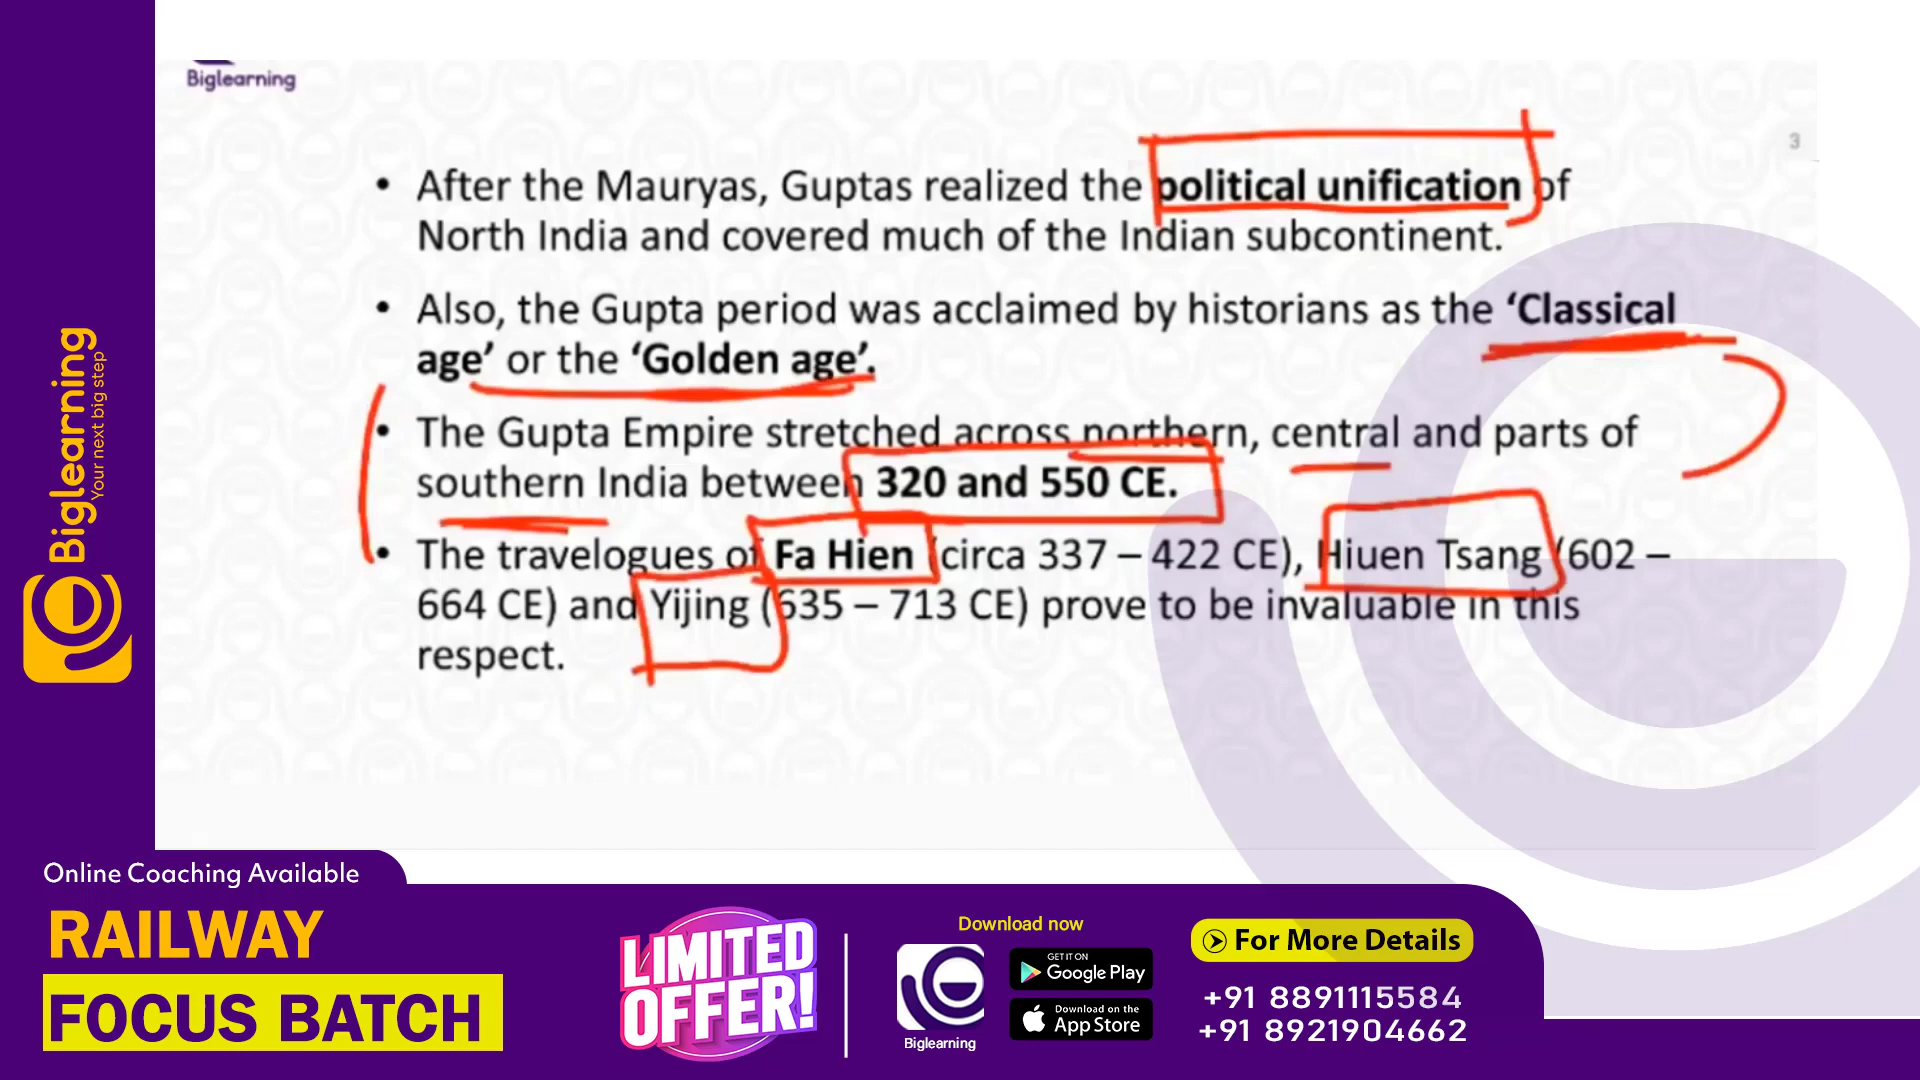 Biglearning
3
• After the Mauryas, Guptas realized the political unification of
North India and covered much of the Indian subcontinent.
• Also, the Gupta period was acclaimed by historians as the ‘Classical
age’ or the ‘Golden age’.
• The Gupta Empire stretched across northern, central and parts of
southern India between 320 and 550 CE.
• The travelogues of Fa Hien (circa 337 – 422 CE), Hiuen Tsang (602 –
664 CE) and Yijing (635 – 713 CE) prove to be invaluable in this
respect.
Biglearning
Your next big step
Online Coaching Available
RAILWAY
FOCUS BATCH
LIMITED
OFFER!
Download now
GET IT ON
Google Play
Download on the
App Store
Biglearning
For More Details
+91 8891115584
+91 8921904662